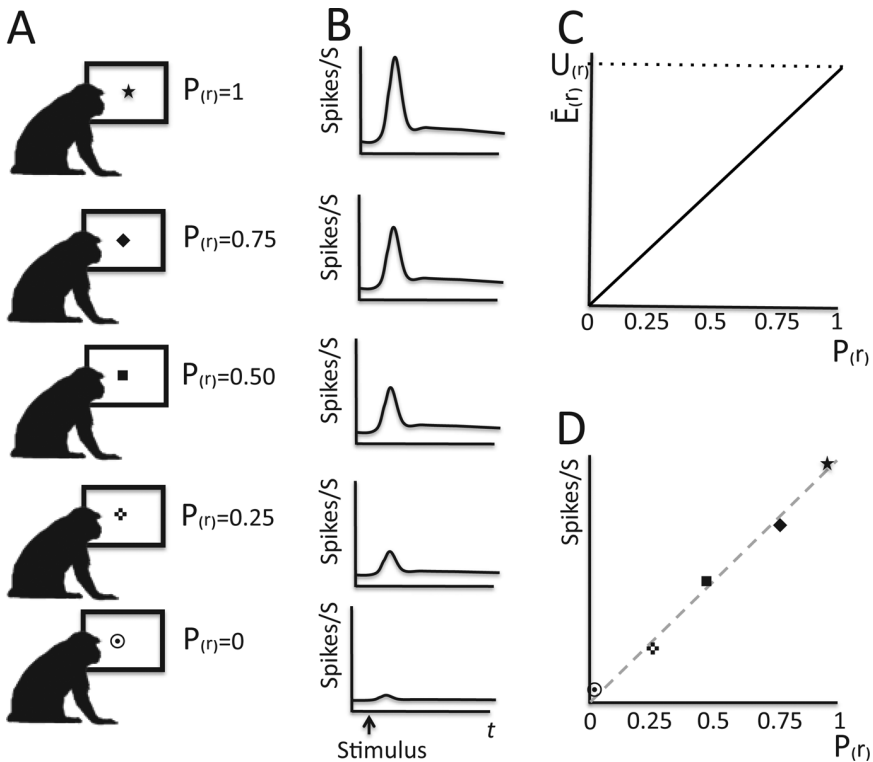 A
P(r)=1
P(r)=0.75
P(r)=0.50
P(r)=0.25
P(r)=0
B
Spikes/S
Spikes/S
Spikes/S
Spikes/S
Spikes/S
t
Stimulus
C
U(r)
Ē(r)
0 0.25 0.5 0.75 1
P(r)
D
Spikes/S
0 0.25 0.5 0.75 1
P(r)